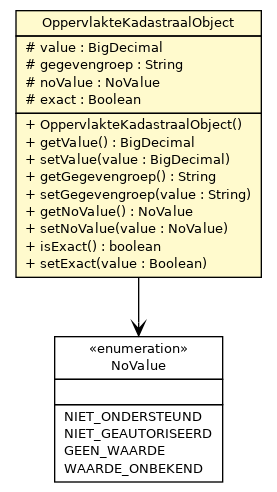 OppervlakteKadastraalObject
# value : BigDecimal
# gegevengroep : String
# noValue : NoValue
# exact : Boolean
+ OppervlakteKadastraalObject()
+ getValue() : BigDecimal
+ setValue(value : BigDecimal)
+ getGegevengroep() : String
+ setGegevengroep(value : String)
+ getNoValue() : NoValue
+ setNoValue(value : NoValue)
+ isExact() : boolean
+ setExact(value : Boolean)
«enumeration»
NoValue
NIET_ONDERSTEUND
NIET_GEAUTORISEERD
GEEN_WAARDE
WAARDE_ONBEKEND